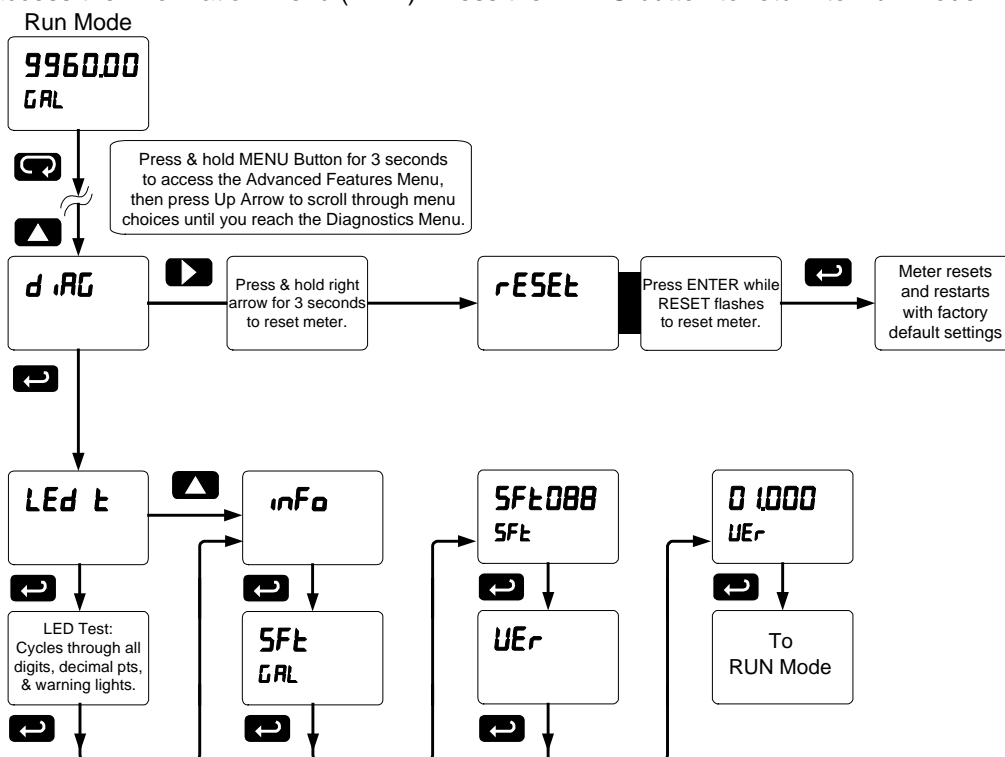 Run Mode
9960.00
GAL
Press & hold MENU Button for 3 seconds
to access the Advanced Features Menu,
then press Up Arrow to scroll through menu
choices until you reach the Diagnostics Menu.
diAG
Press & hold right
arrow for 3 seconds
to reset meter.
rESEt
Press ENTER while
RESET flashes
to reset meter.
Meter resets
and restarts
with factory
default settings
LEd t
inFo
SFt088
SFt
01.000
VEr
LED Test:
Cycles through all
digits, decimal pts,
& warning lights.
SFt
GAL
VEr
To
RUN Mode